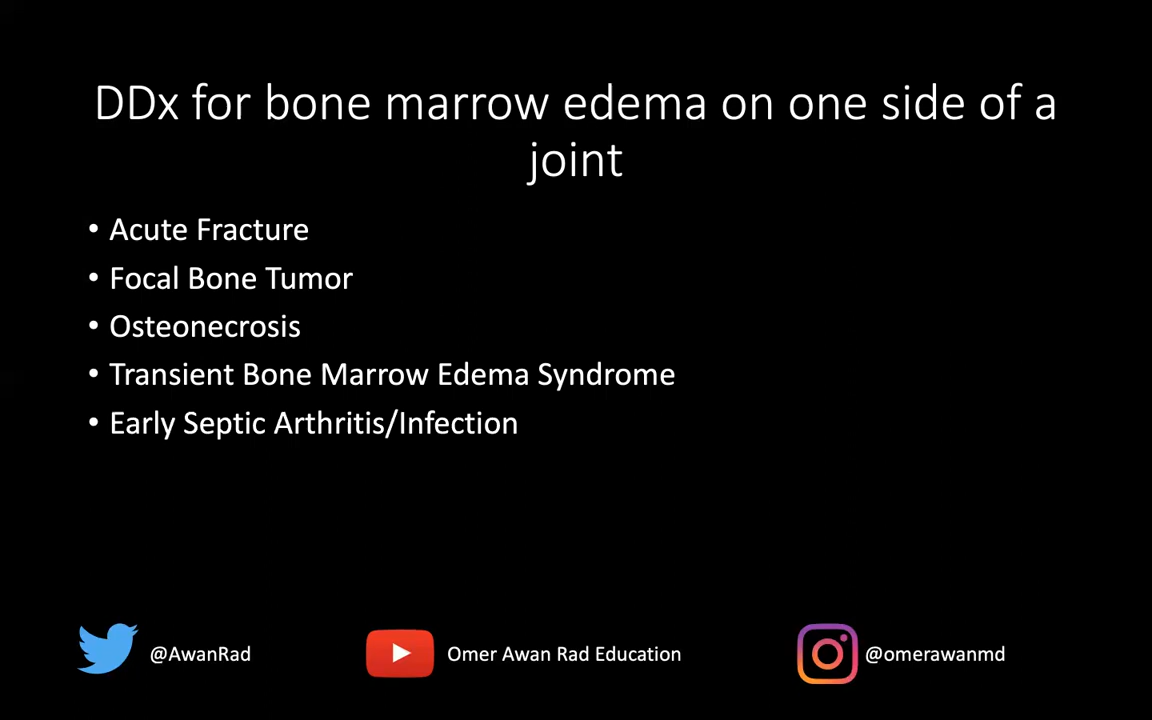 DDx for bone marrow edema on one side of a
joint
• Acute Fracture
• Focal Bone Tumor
• Osteonecrosis
• Transient Bone Marrow Edema Syndrome
• Early Septic Arthritis/Infection
@AwanRad
Omer Awan Rad Education
@omerawanmd